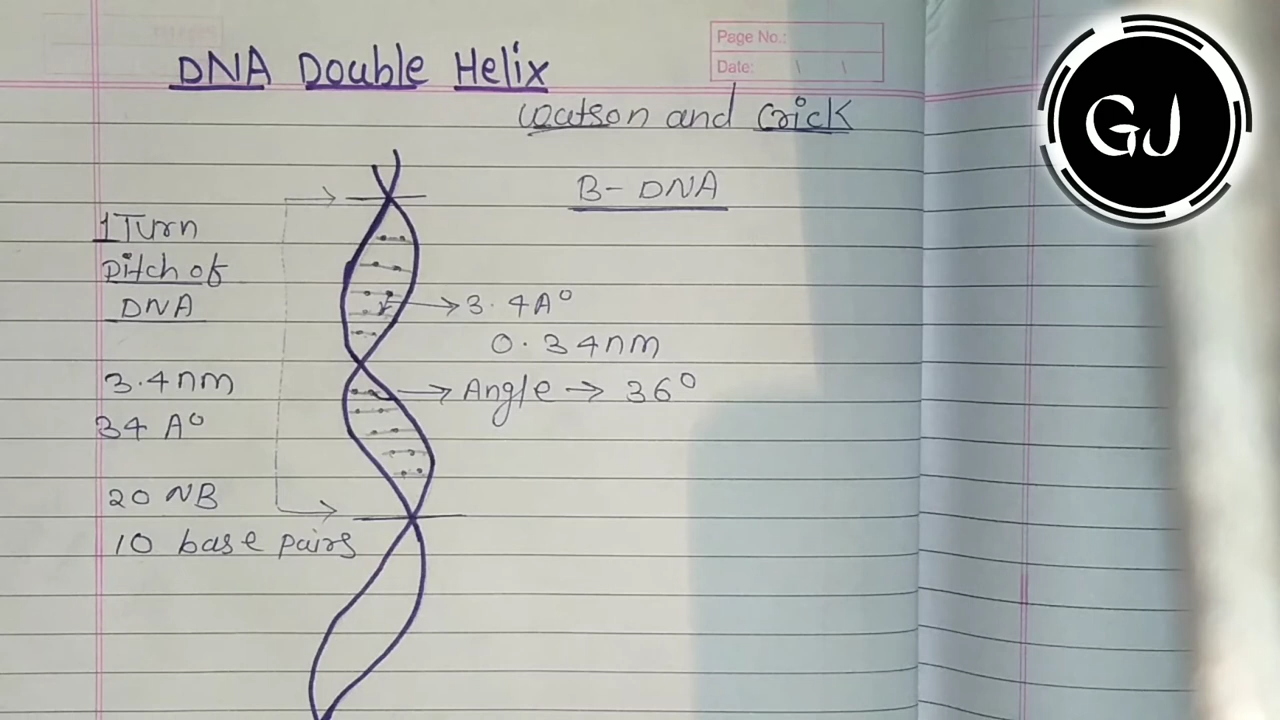 Page No.:
Date:
DNA Double Helix
Watson and Crick
B-DNA
1 Turn
Pitch of
DNA
3.4A°
0.34nm
3.4nm
Angle → 36°
34 A°
20 NB
10 base pairs
GJ